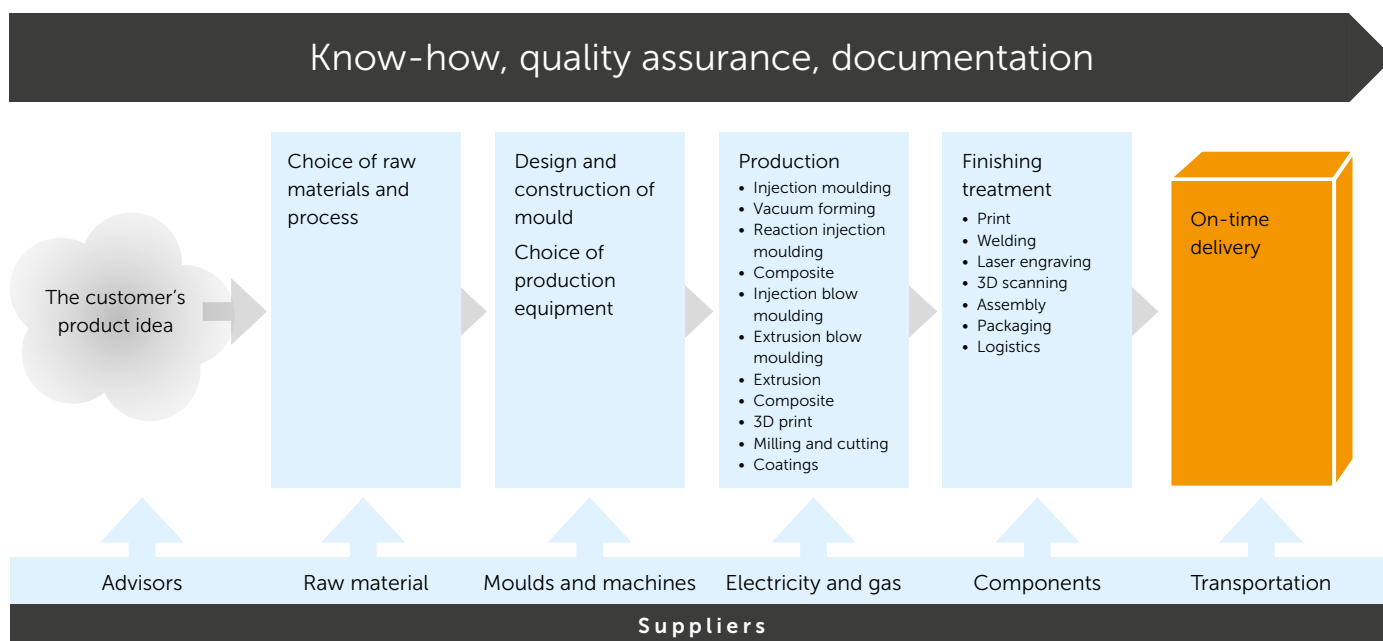 Know-how, quality assurance, documentation
The customer’s
product idea
Choice of raw
materials and
process
Design and
construction of
mould
Choice of
production
equipment
Production
• Injection moulding
• Vacuum forming
• Reaction injection
moulding
• Composite
• Injection blow
moulding
• Extrusion blow
moulding
• Extrusion
• Composite
• 3D print
• Milling and cutting
• Coatings
Finishing
treatment
• Print
• Welding
• Laser engraving
• 3D scanning
• Assembly
• Packaging
• Logistics
On-time
delivery
Advisors
Raw material
Moulds and machines
Electricity and gas
Components
Transportation
Suppliers